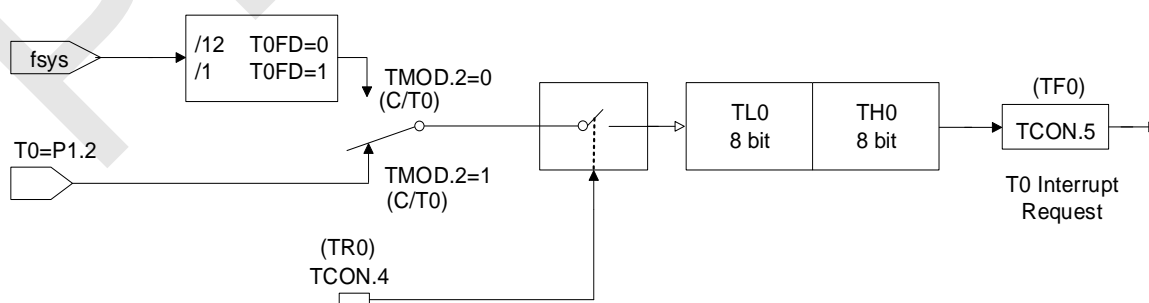 fsys
/12 T0FD=0
/1 T0FD=1
TMOD.2=0
(C/T0)
T0=P1.2
TMOD.2=1
(C/T0)
(TR0)
TCON.4
TL0
8 bit
TH0
8 bit
(TF0)
TCON.5
T0 Interrupt
Request